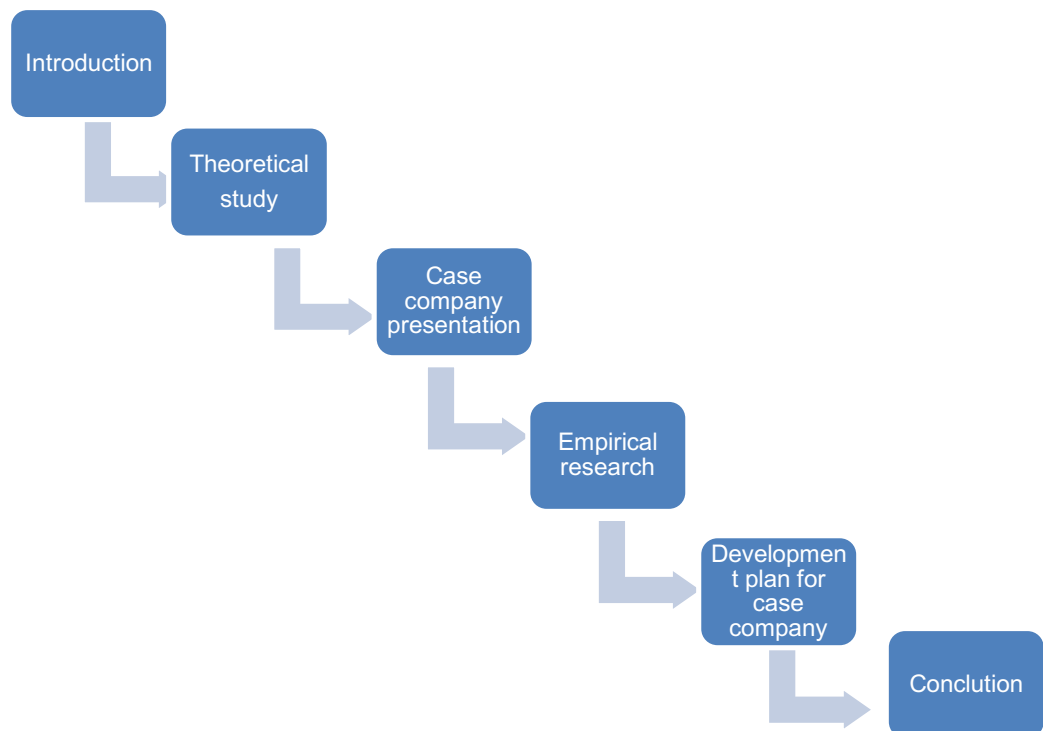 Introduction
Theoretical
study
Case
company
presentation
Empirical
research
Developmen
t plan for
case
company
Conclution